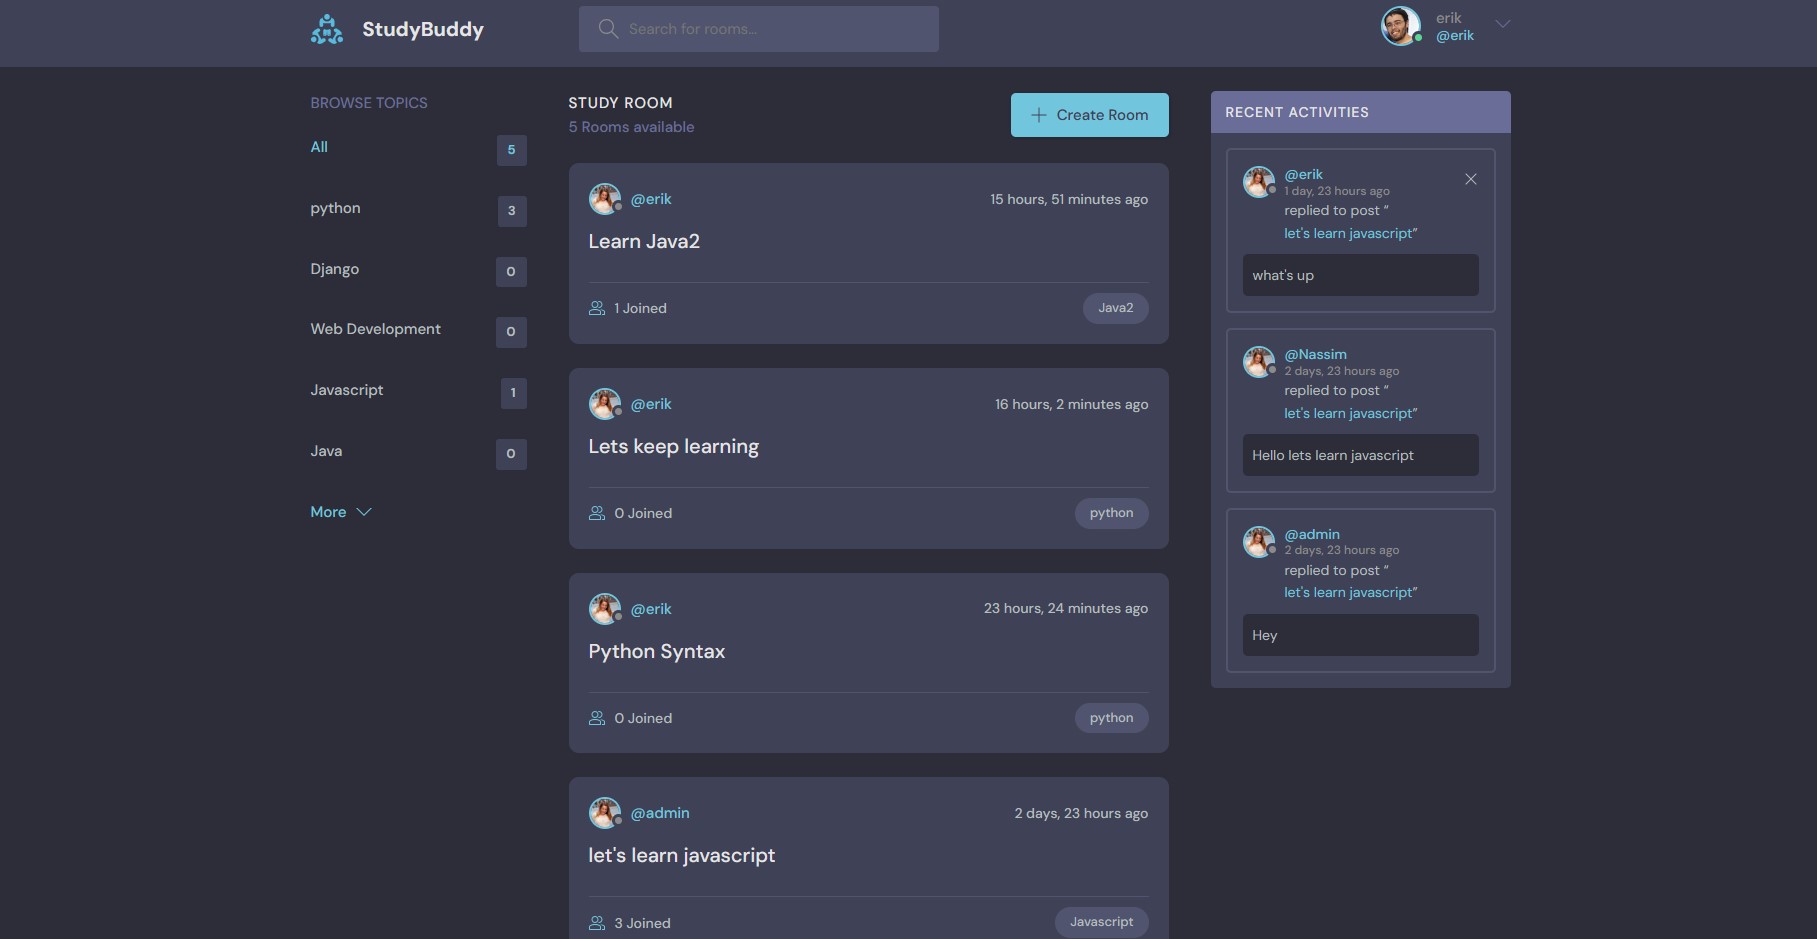 StudyBuddy
Search for rooms...
erik
@erik
BROWSE TOPICS
All
5
python
3
Django
0
Web Development
0
Javascript
1
Java
0
More
STUDY ROOM
5 Rooms available
Create Room
@erik
15 hours, 51 minutes ago
Learn Java2
1 Joined
Java2
@erik
16 hours, 2 minutes ago
Lets keep learning
0 Joined
python
@erik
23 hours, 24 minutes ago
Python Syntax
0 Joined
python
@admin
2 days, 23 hours ago
let's learn javascript
3 Joined
Javascript
RECENT ACTIVITIES
@erik
1 day, 23 hours ago
replied to post “
let's learn javascript”
what's up
@Nassim
2 days, 23 hours ago
replied to post “
let's learn javascript”
Hello lets learn javascript
@admin
2 days, 23 hours ago
replied to post “
let's learn javascript”
Hey